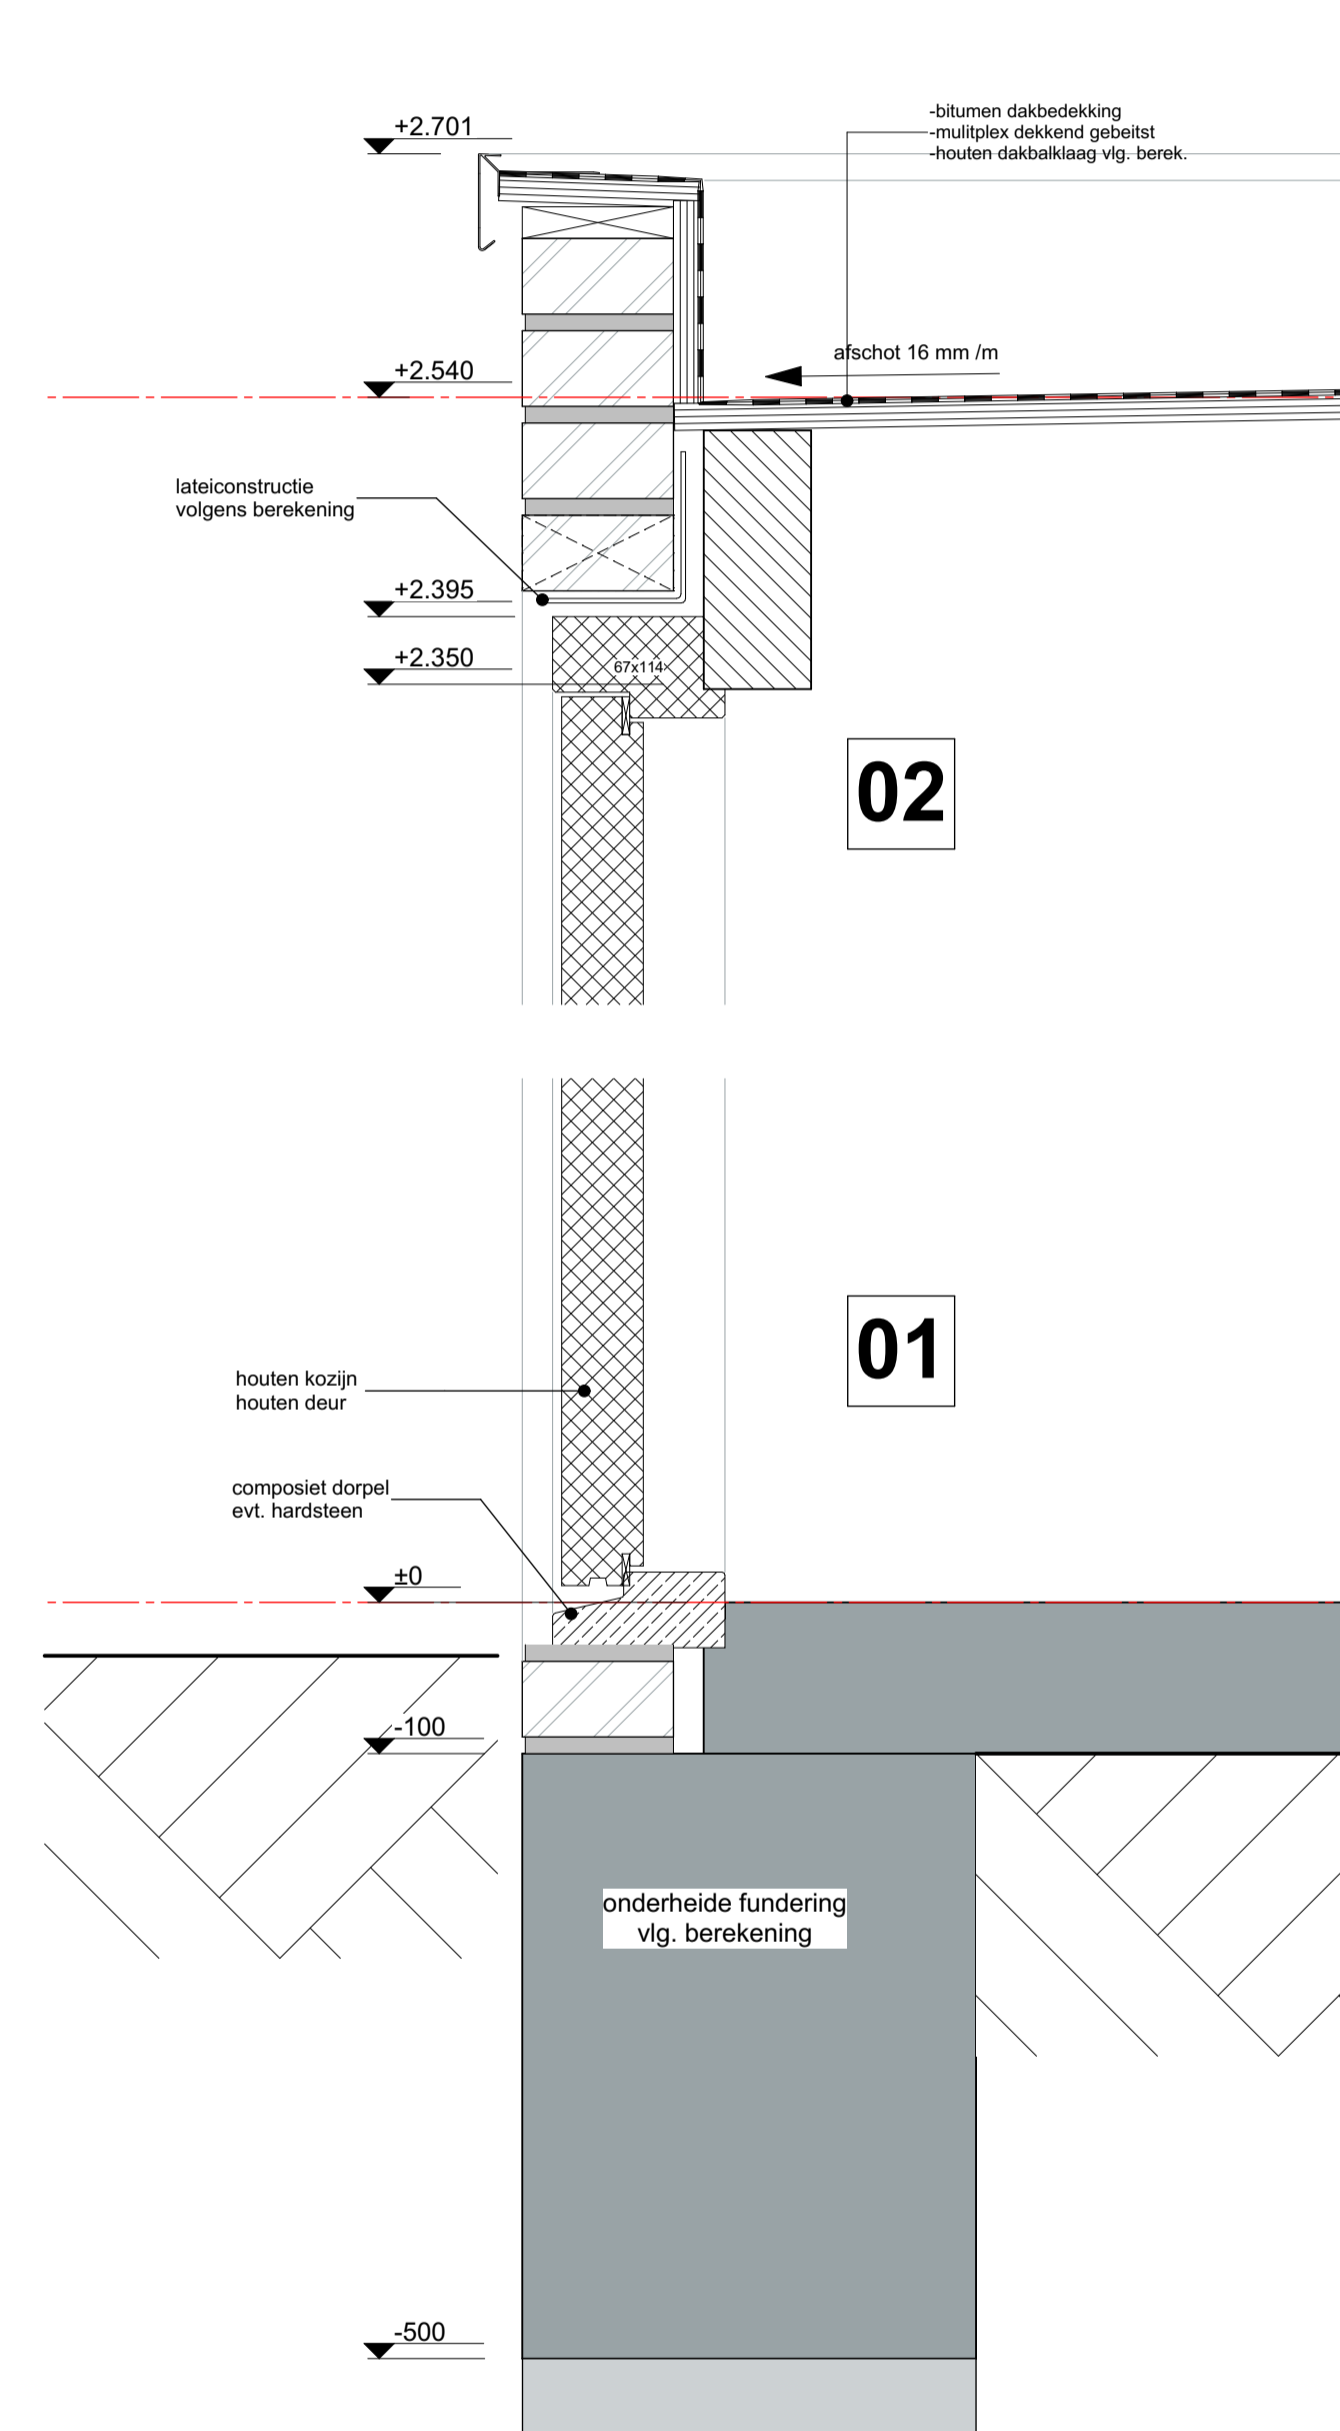 +2.701
-bitumen dakbedekking
-mulitplex dekkend gebeitst
-houten dakbalklaag vlg. berek.
afschot 16 mm /m
+2.540
lateiconstructie
volgens berekening
+2.395
+2.350
67x114
02
01
houten kozijn
houten deur
composiet dorpel
evt. hardsteen
±0
-100
onderheide fundering
vlg. berekening
-500